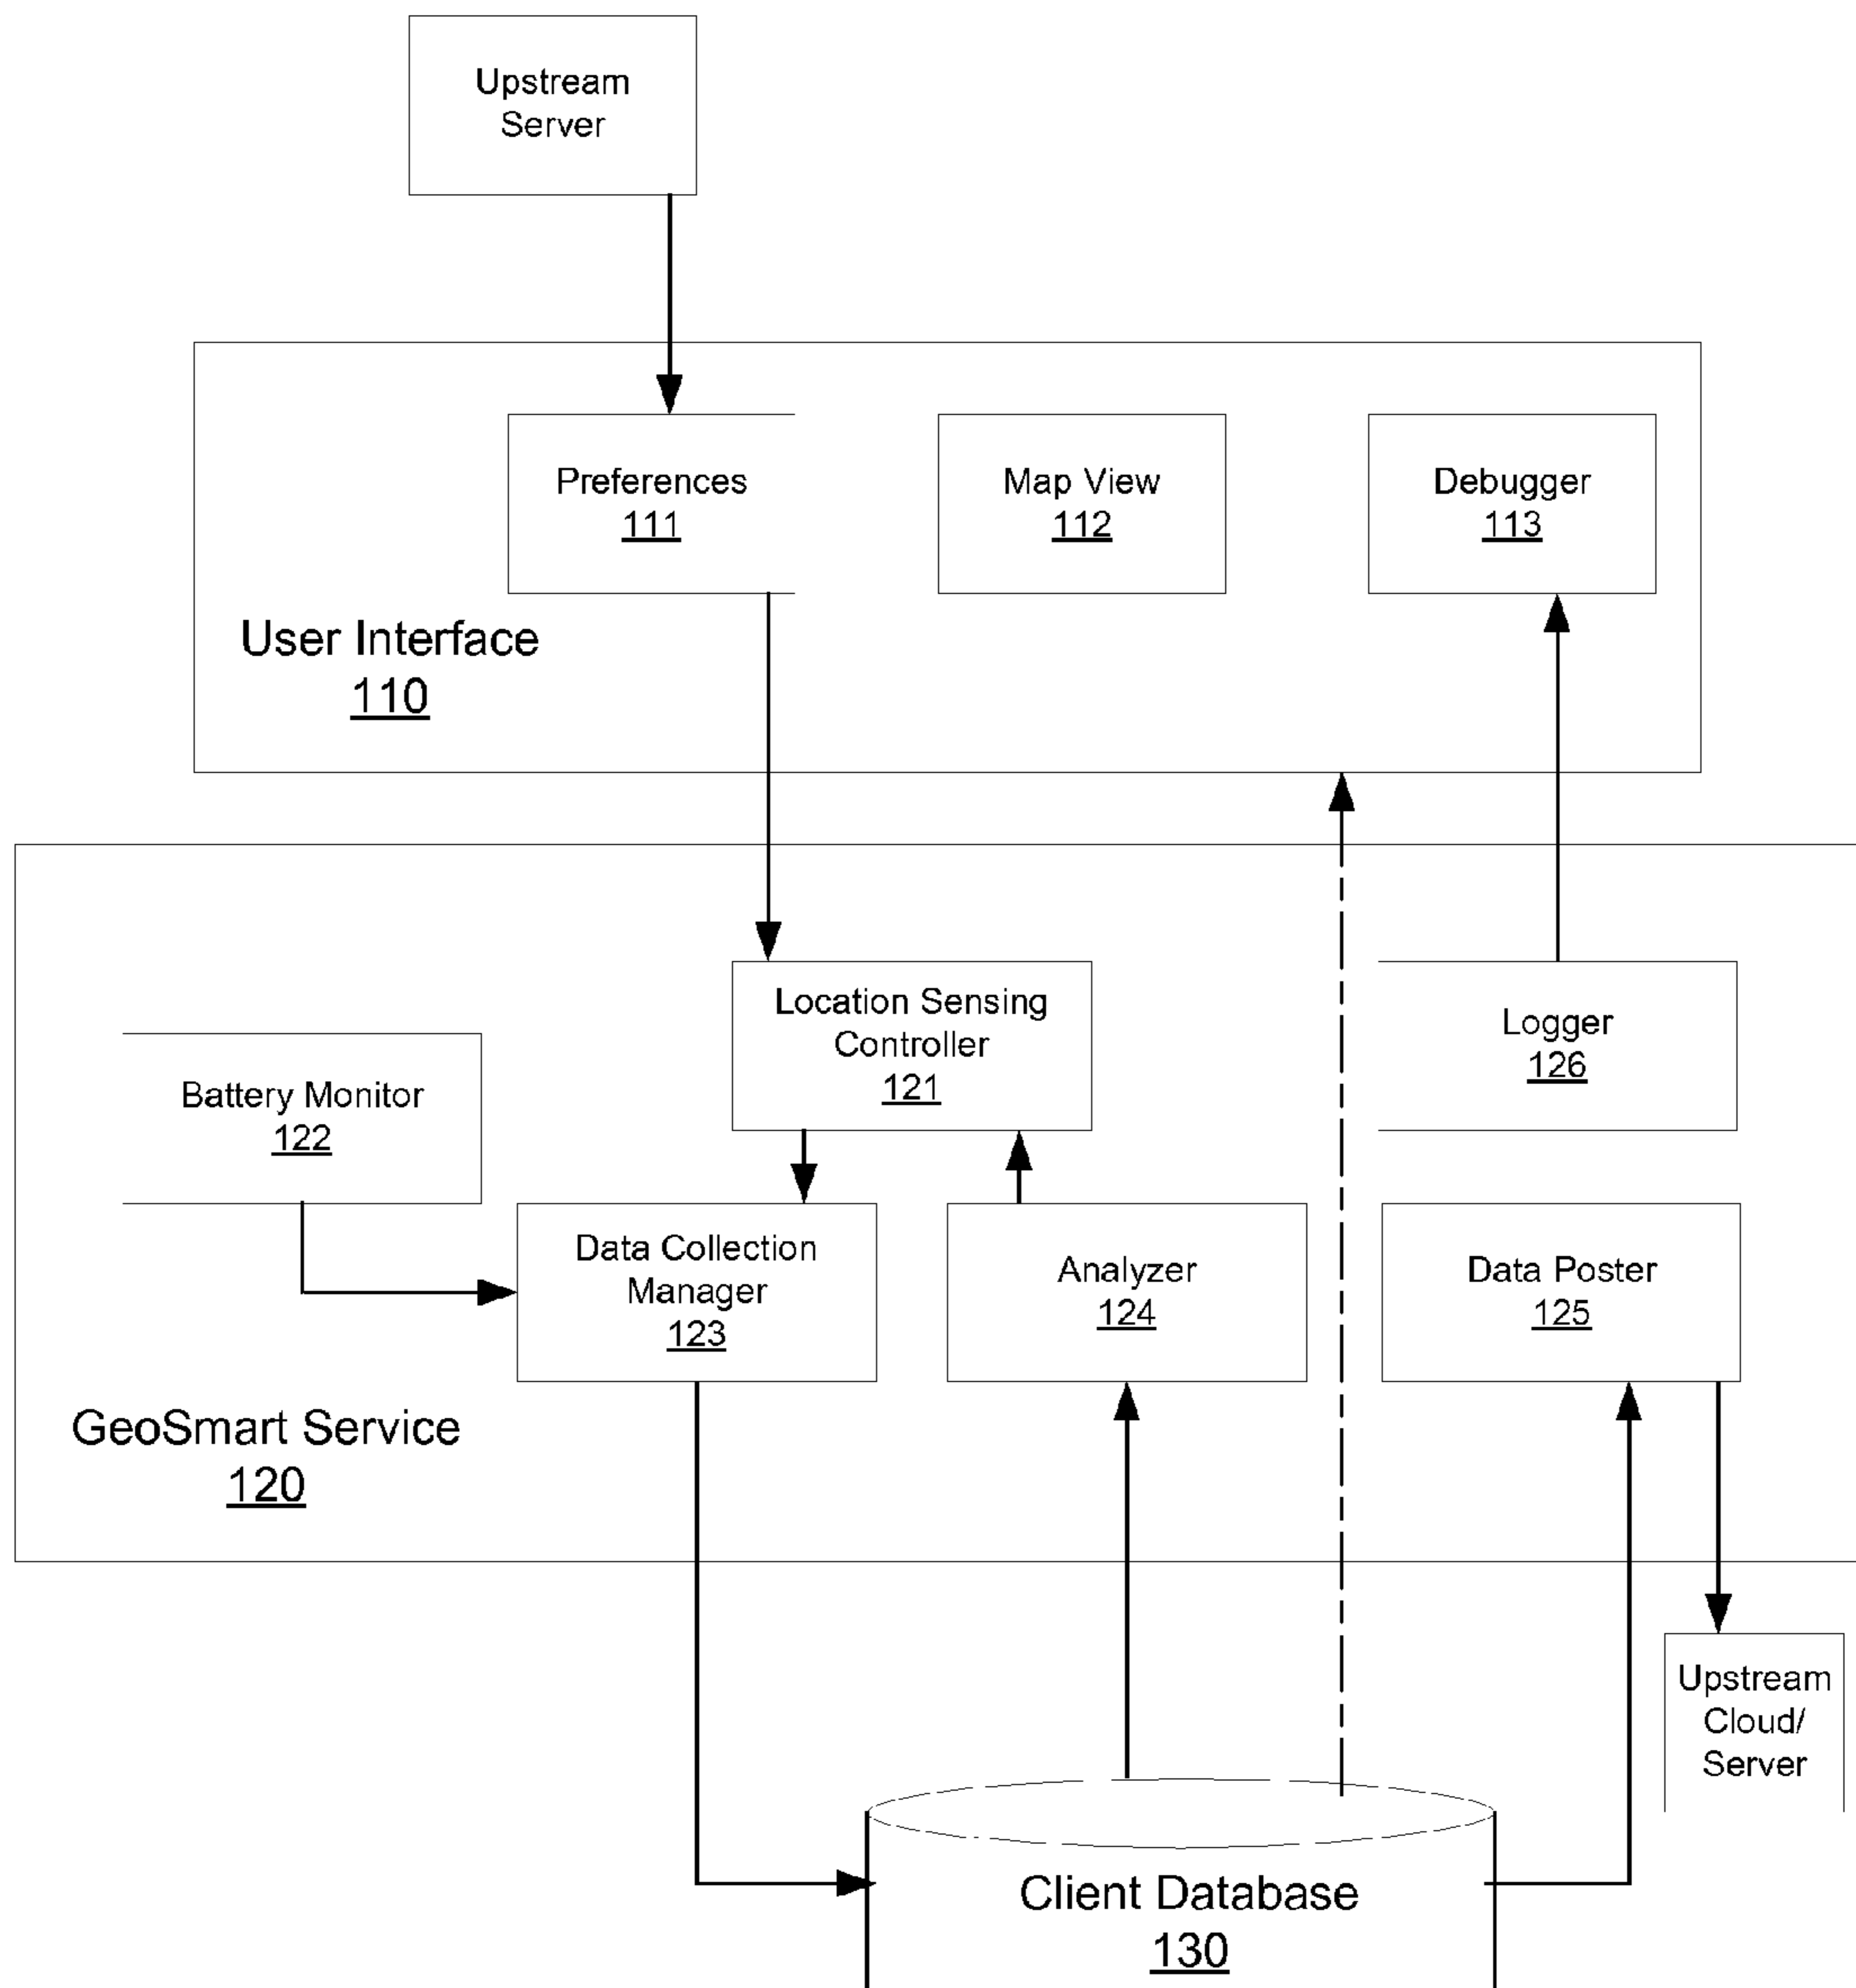 Upstream
Server
Preferences
111
Map View
112
Debugger
113
User Interface
110
Location Sensing
Controller
121
Logger
126
Battery Monitor
122
Data Collection
Manager
123
Analyzer
124
Data Poster
125
GeoSmart Service
120
Upstream
Cloud/
Server
Client Database
130